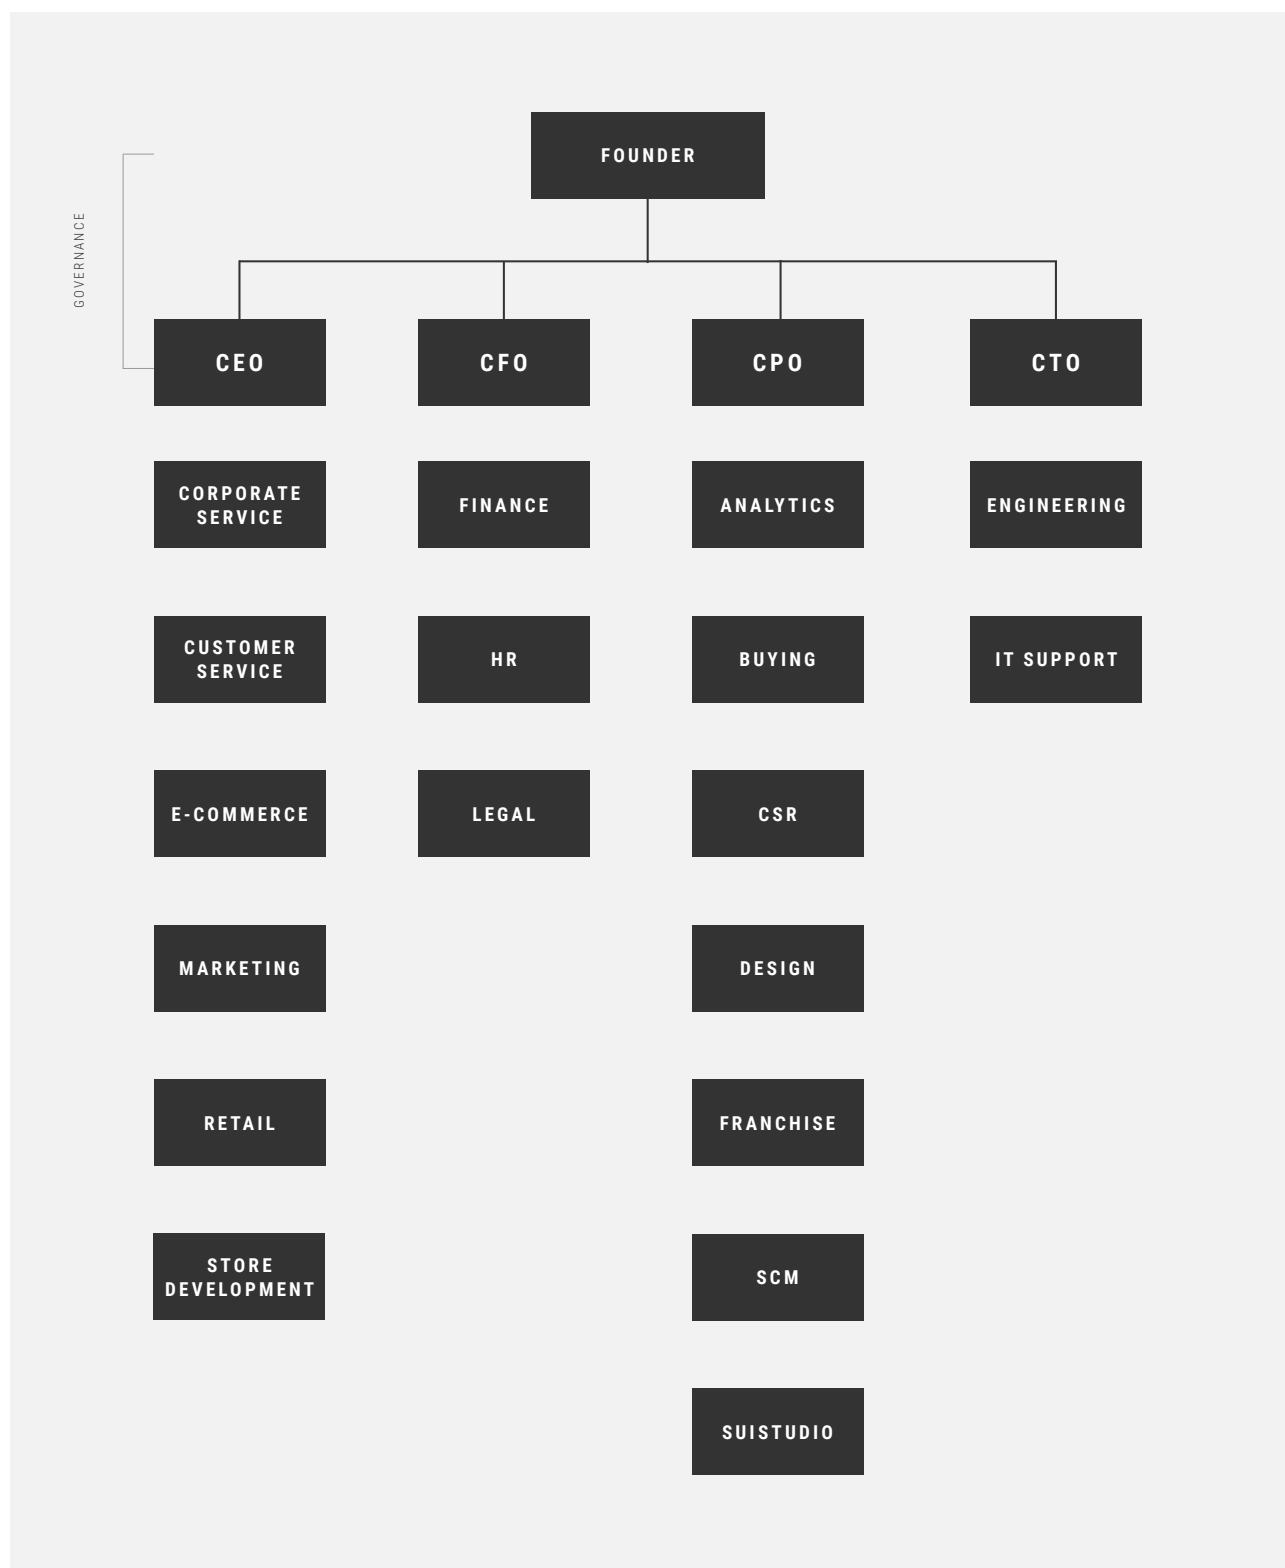 FOUNDER
GOVERNANCE
CEO
CFO
CPO
CTO
CORPORATE
SERVICE
FINANCE
ANALYTICS
ENGINEERING
CUSTOMER
SERVICE
HR
BUYING
IT SUPPORT
E-COMMERCE
LEGAL
CSR
MARKETING
DESIGN
RETAIL
FRANCHISE
STORE
DEVELOPMENT
SCM
SUISTUDIO